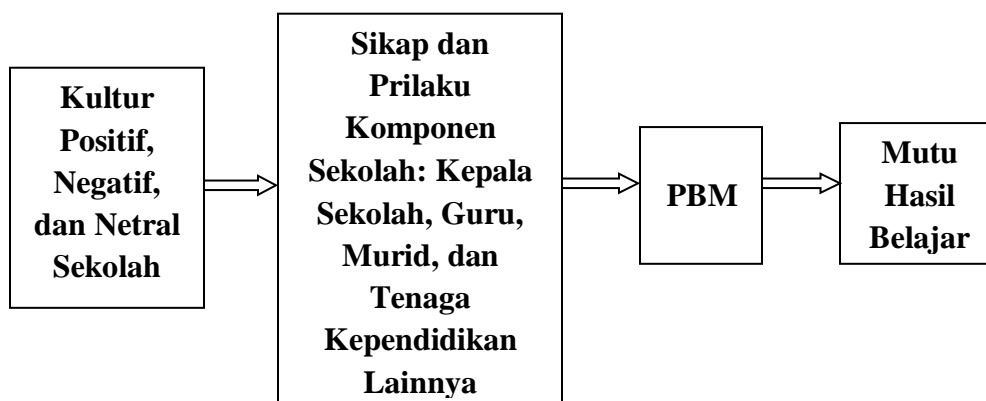 Kultur
Positif,
Negatif,
dan Netral
Sekolah
Sikap dan
Prilaku
Komponen
Sekolah: Kepala
Sekolah, Guru,
Murid, dan
Tenaga
Kependidikan
Lainnya
PBM
Mutu
Hasil
Belajar